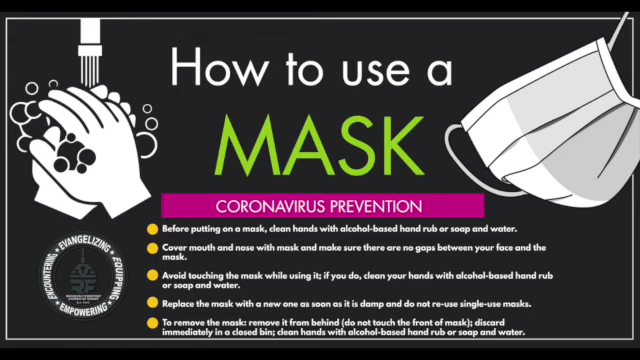 How to use a
MASK
CORONAVIRUS PREVENTION
Before putting on a mask, clean hands with alcohol-based hand rub or soap and water.
Cover mouth and nose with mask and make sure there are no gaps between your face and the
mask.
Avoid touching the mask while using it; if you do, clean your hands with alcohol-based hand rub
or soap and water.
Replace the mask with a new one as soon as it is damp and do not re-use single-use masks.
To remove the mask: remove it from behind (do not touch the front of mask); discard
immediately in a closed bin; clean hands with alcohol-based hand rub or soap and water.
ENCOUNTERING
EVANGELIZING
EQUIPPING
EMPOWERING